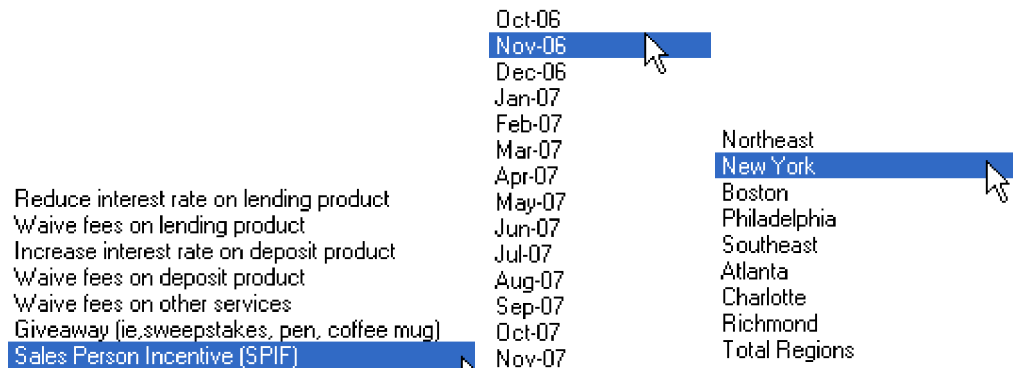 Reduce interest rate on lending product
Waive fees on lending product
Increase interest rate on deposit product
Waive fees on deposit product
Waive fees on other services
Giveaway (ie,sweepstakes, pen, coffee mug)
Sales Person Incentive (SPIF)
Oct-06
Nov-06
Dec-06
Jan-07
Feb-07
Mar-07
Apr-07
May-07
Jun-07
Jul-07
Aug-07
Sep-07
Oct-07
Nov-07
Northeast
New York
Boston
Philadelphia
Southeast
Atlanta
Charlotte
Richmond
Total Regions